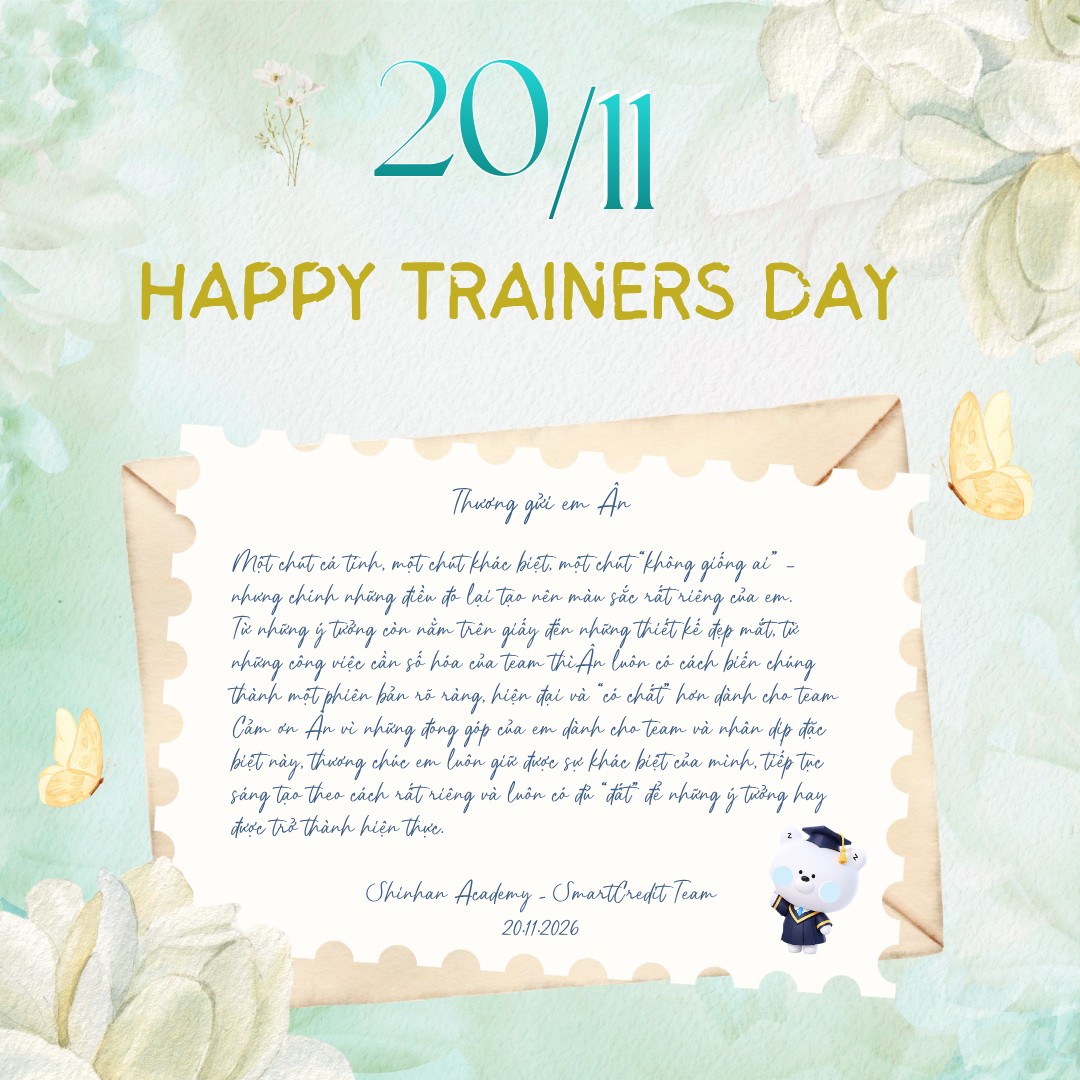 20/11
HAPPY TRAINERS DAY
Thương gửi em Ân
Một chút cá tính, một chút khác biệt, một chút “không giống ai” –
nhưng chính những điều đó lại tạo nên màu sắc rất riêng của em.
Từ những ý tưởng còn nằm trên giấy đến những thiết kế đẹp mắt, từ
những công việc cần số hóa của team thì Ân luôn có cách biến chúng
thành một phiên bản rõ ràng, hiện đại và “có chất” hơn dành cho team
Cảm ơn Ân vì những đóng góp của em dành cho team và nhân dịp đặc
biệt này, thương chúc em luôn giữ được sự khác biệt của mình, tiếp tục
sáng tạo theo cách rất riêng và luôn có đủ “đất” để những ý tưởng hay
được trở thành hiện thực.
Shinhan Academy - SmartCredit Team
20.11.2026
Z
Z